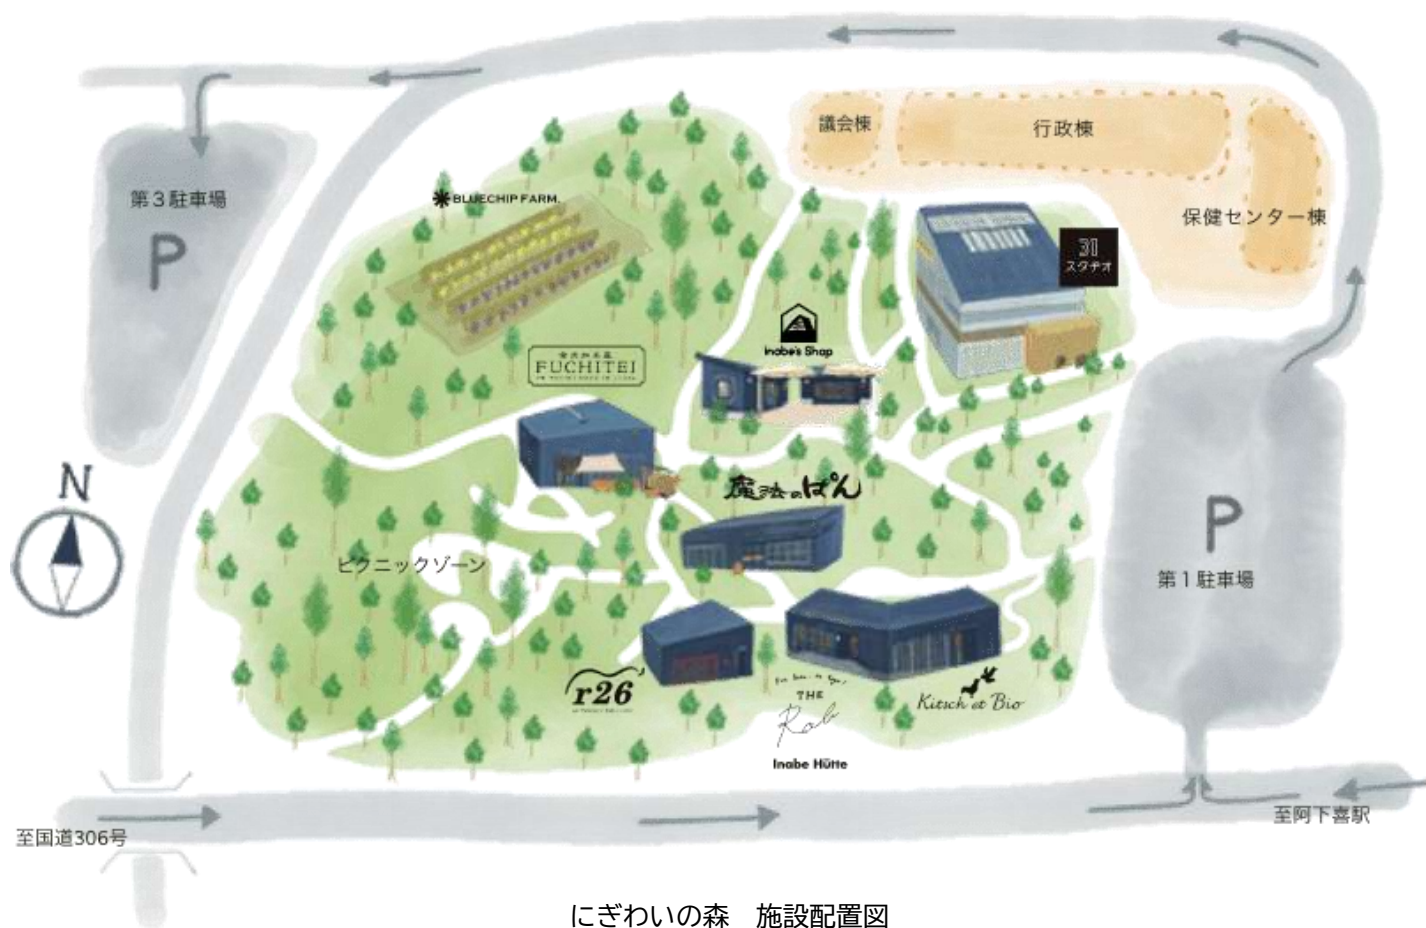 議会棟
行政棟
保健センター棟
第3駐車場
P
BLUECHIP FARM.
31
スタヂオ
inabe's Shop
FUCHITEI
N
魔法のぱん
ピクニックゾーン
P
第1駐車場
r26
THE
Rob
Kitsch et Bio
Inabe Hütte
至国道306号
至阿下喜駅
にぎわいの森　施設配置図